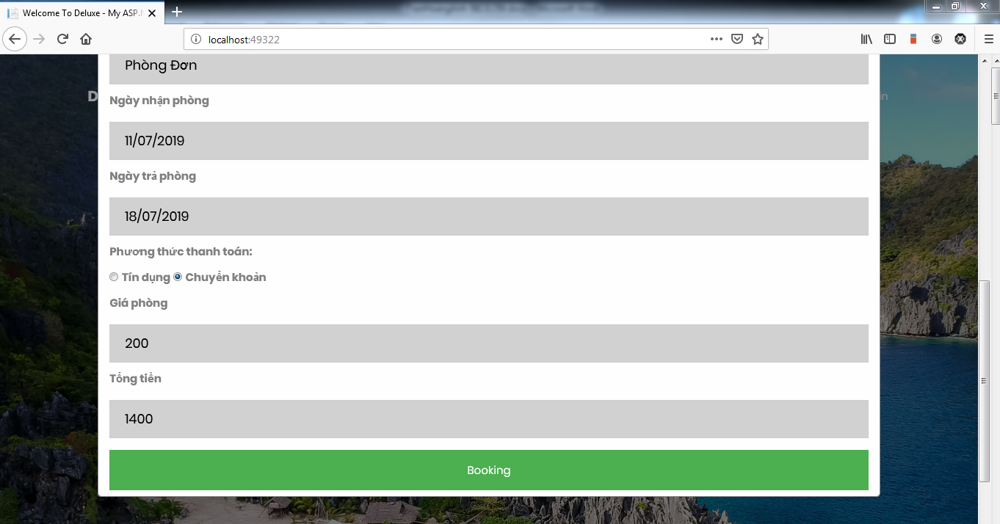 Welcome To Deluxe - My ASP.
localhost:49322
D
in
Phòng Đơn
Ngày nhận phòng
11/07/2019
Ngày trả phòng
18/07/2019
Phương thức thanh toán:
Tín dụng Chuyển khoản
Giá phòng
200
Tổng tiền
1400
Booking